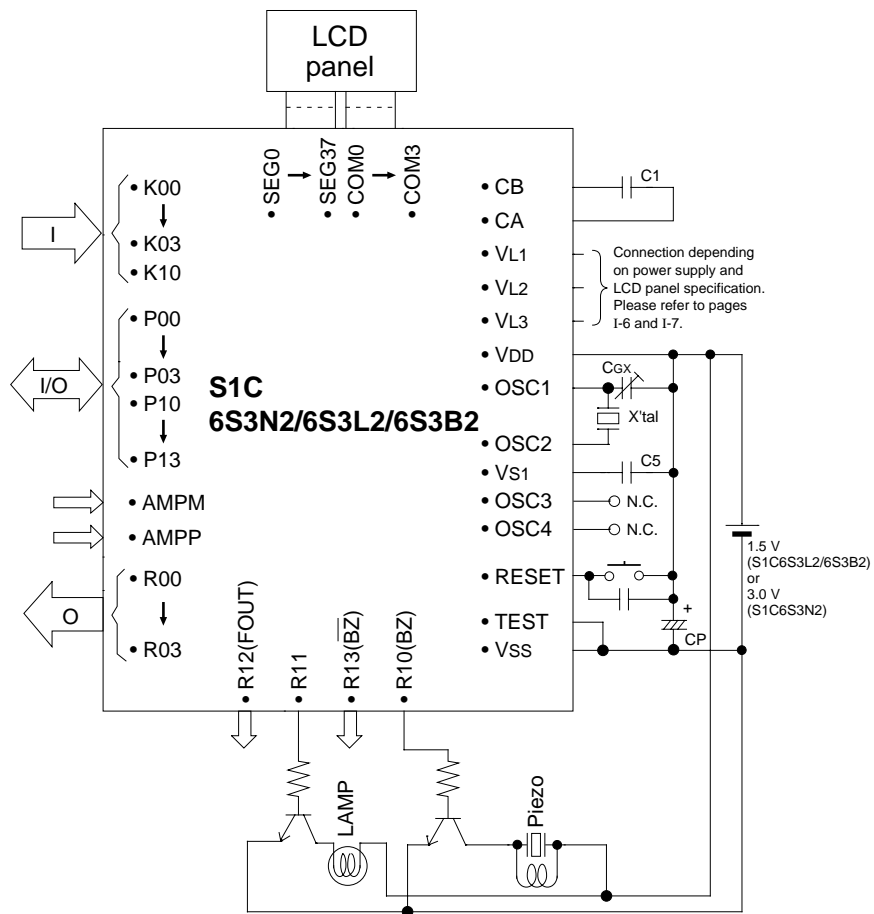 LCD
panel
SEG0
SEG37
COM0
COM3
K00
K03
K10
I
P00
P03
P10
P13
I/O
S1C
6S3N2/6S3L2/6S3B2
AMPM
AMPP
R00
R03
O
R12(FOUT)
R11
R13(BZ)
R10(BZ)
CB
CA
C1
VL1
VL2
VL3
Connection depending
on power supply and
LCD panel specification.
Please refer to pages
I-6 and I-7.
VDD
OSC1
CGX
X'tal
OSC2
VS1
C5
OSC3
N.C.
OSC4
N.C.
RESET
TEST
VSS
+
CP
1.5 V
(S1C6S3L2/6S3B2)
or
3.0 V
(S1C6S3N2)
LAMP
Piezo